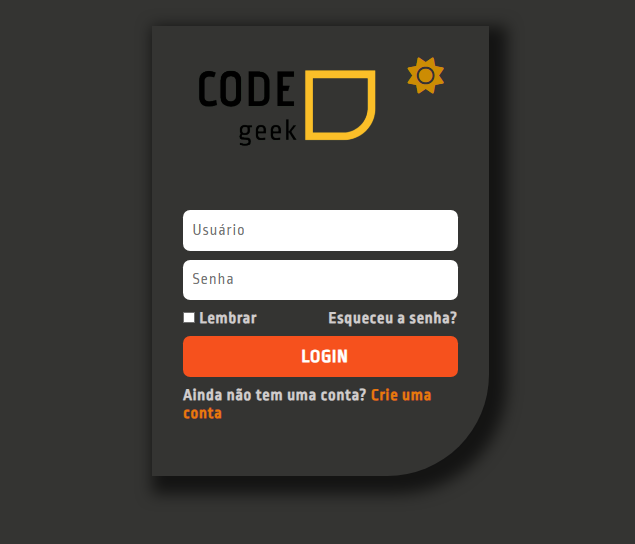 CODE
geek
Usuário
Senha
Lembrar Esqueceu a senha?
LOGIN
Ainda não tem uma conta? Crie uma
conta